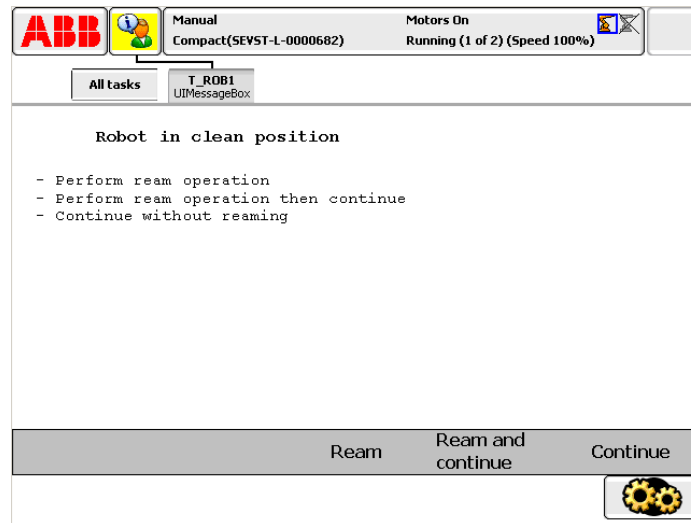 ABB
Manual
Compact(SEVST-L-0000682)
Motors On
Running (1 of 2) (Speed 100%)
All tasks
T_ROB1
UIMessageBox
Robot in clean position
- Perform ream operation
- Perform ream operation then continue
- Continue without reaming
Ream
Ream and
continue
Continue